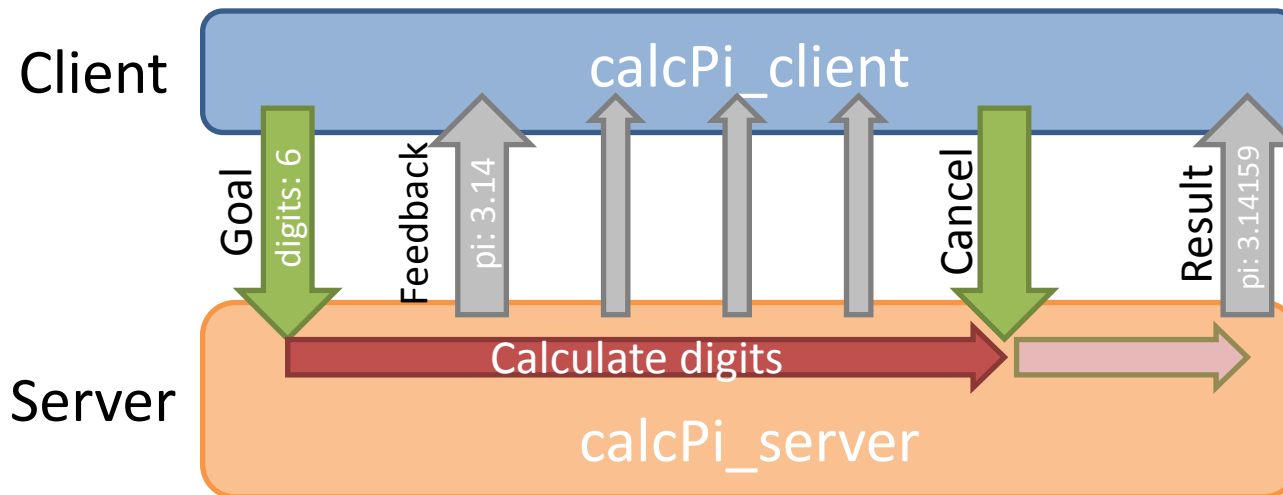 Client
calcPi_client
Goal
digits: 6
Feedback
pi: 3.14
Cancel
Result
pi: 3.14159
Calculate digits
Server
calcPi_server